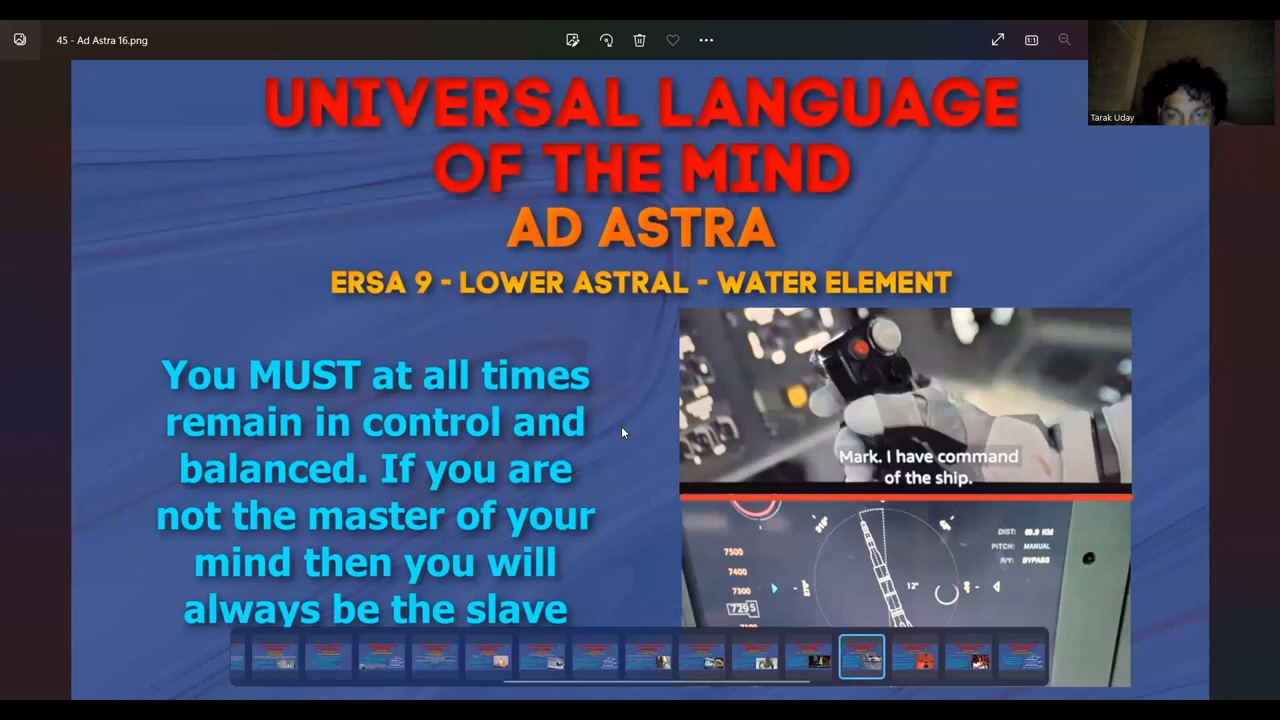 45 - Ad Astra 16.png
Tarak Uday
UNIVERSAL LANGUAGE
OF THE MIND
AD ASTRA
ERSA 9 - LOWER ASTRAL - WATER ELEMENT
You MUST at all times
remain in control and
balanced. If you are
not the master of your
mind then you will
always be the slave
Mark. I have command
of the ship.
7500
7400
7300
7295
12°
DIST:
PITCH: MANUAL
R/Y: BYPASS